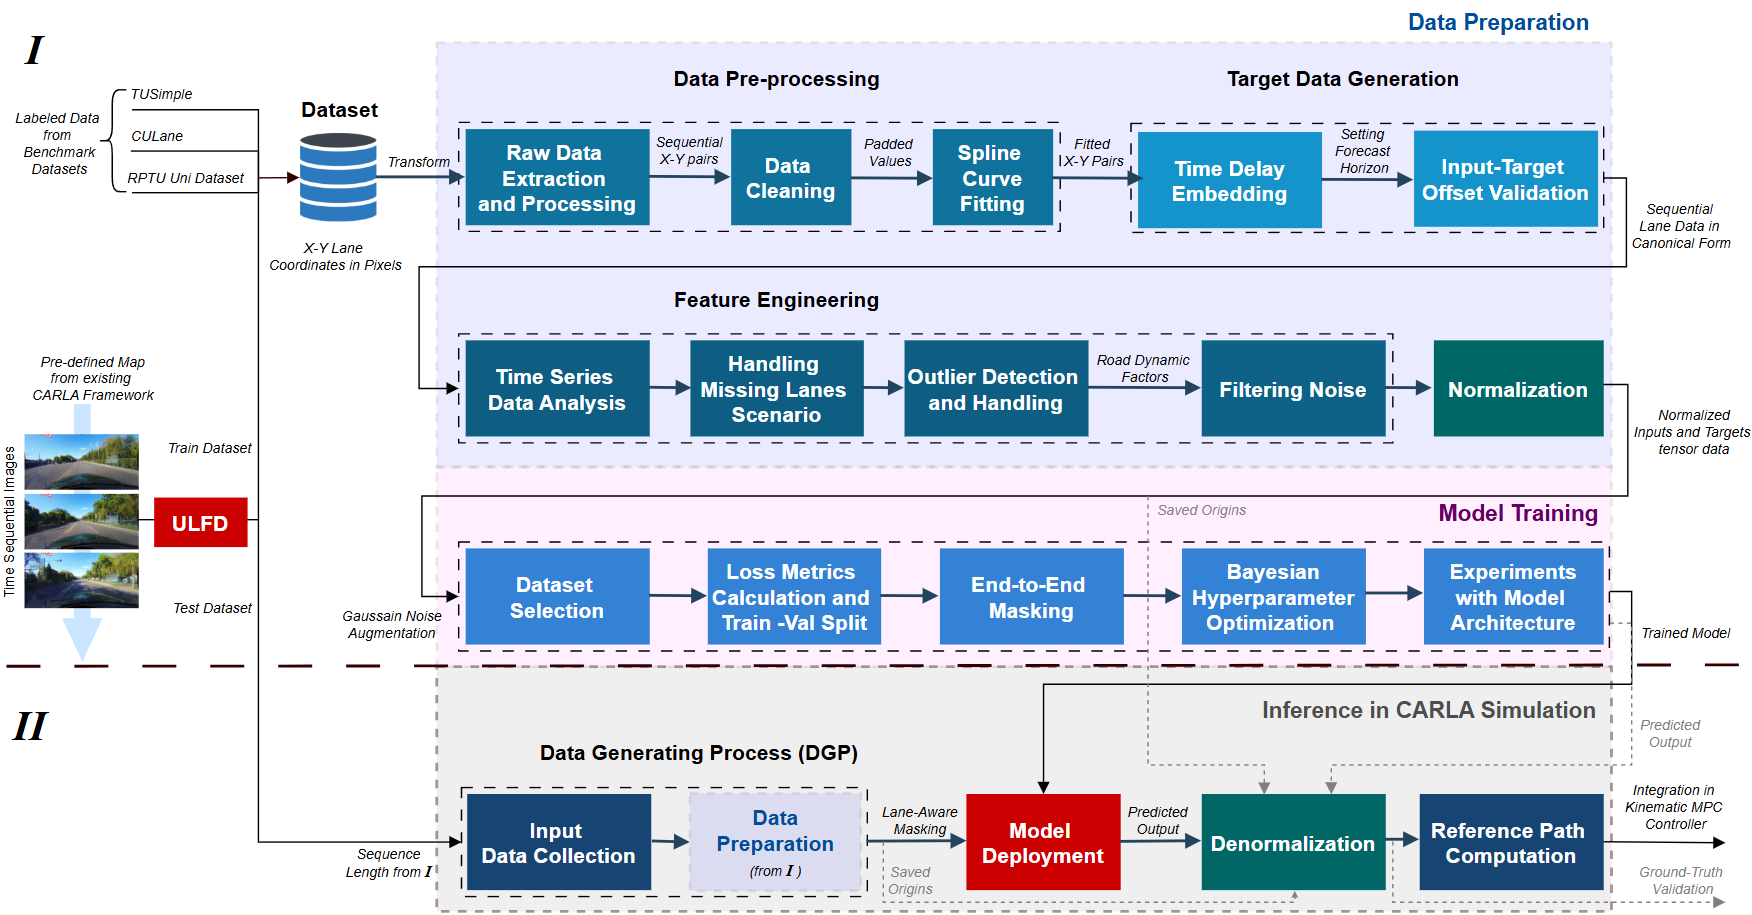 Data Preparation
I
Data Pre-processing
Target Data Generation
TUSimple
Labeled Data
from
Benchmark
Datasets
CULane
RPTU Uni Dataset
Dataset
X-Y Lane
Coordinates in Pixels
Transform
Raw Data
Extraction
and Processing
Sequential
X-Y pairs
Data
Cleaning
Padded
Values
Spline
Curve
Fitting
Fitted
X-Y Pairs
Time Delay
Embedding
Setting
Forecast
Horizon
Input-Target
Offset Validation
Sequential
Lane Data in
Canonical Form
Feature Engineering
Time Series
Data Analysis
Handling
Missing Lanes
Scenario
Outlier Detection
and Handling
Road Dynamic
Factors
Filtering Noise
Normalization
Normalized
Inputs and Targets
tensor data
Pre-defined Map
from existing
CARLA Framework
Time Sequential Images
Train Dataset
ULFD
Test Dataset
Saved Origins
Model Training
Gaussian Noise
Augmentation
Dataset
Selection
Loss Metrics
Calculation and
Train -Val Split
End-to-End
Masking
Bayesian
Hyperparameter
Optimization
Experiments
with Model
Architecture
Trained Model
II
Inference in CARLA Simulation
Predicted
Output
Data Generating Process (DGP)
Sequence
Length from I
Input
Data Collection
Data
Preparation
(from I )
Lane-Aware
Masking
Saved
Origins
Model
Deployment
Predicted
Output
Denormalization
Reference Path
Computation
Integration in
Kinematic MPC
Controller
Ground-Truth
Validation